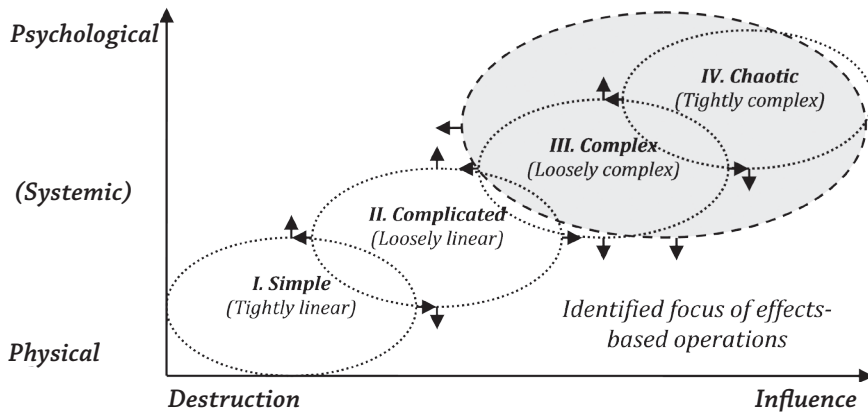 Psychological
IV. Chaotic
(Tightly complex)
III. Complex
(Loosely complex)
(Systemic)
II. Complicated
(Loosely linear)
I. Simple
(Tightly linear)
Identified focus of effects-
based operations
Physical
Destruction
Influence